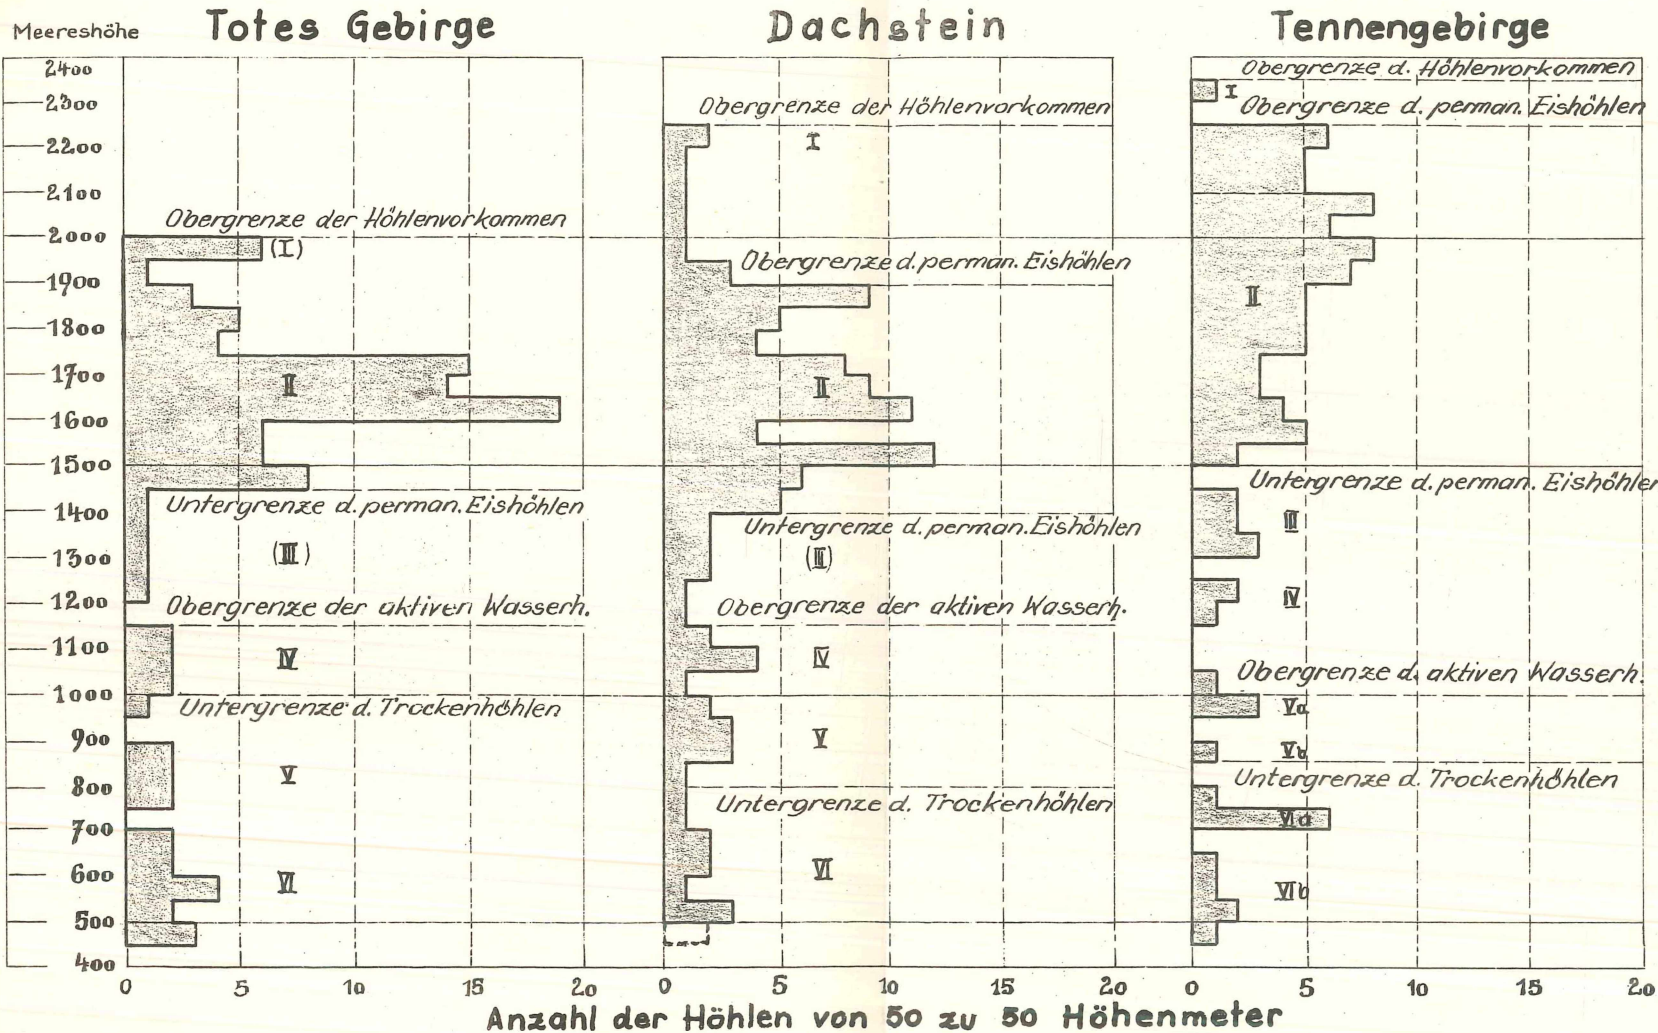 Meereshöhe
Totes Gebirge
Dachstein
Tennengebirge
2400
2300
2200
2100
2000
1900
1800
1700
1600
1500
1400
1300
1200
1100
1000
900
800
700
600
500
400
Obergrenze der Höhlenvorkommen
(I)
II
Untergrenze d. perman. Eishöhlen
(III)
Obergrenze der aktiven Wasserh.
IV
Untergrenze d. Trockenhöhlen
V
VI
0 5 10 15 20
Obergrenze der Höhlenvorkommen
I
Obergrenze d. perman. Eishöhlen
II
Untergrenze d. perman. Eishöhlen
(III)
Obergrenze der aktiven Wasserh.
IV
V
Untergrenze d. Trockenhöhlen
VI
0 5 10 15 20
Obergrenze d. Höhlenvorkommen
I
Obergrenze d. perman. Eishöhlen
II
Untergrenze d. perman. Eishöhlen
III
IV
Obergrenze d. aktiven Wasserh.
Va
Vb
Untergrenze d. Trockenhöhlen
VIa
VIb
0 5 10 15 20
Anzahl der Höhlen von 50 zu 50 Höhenmeter